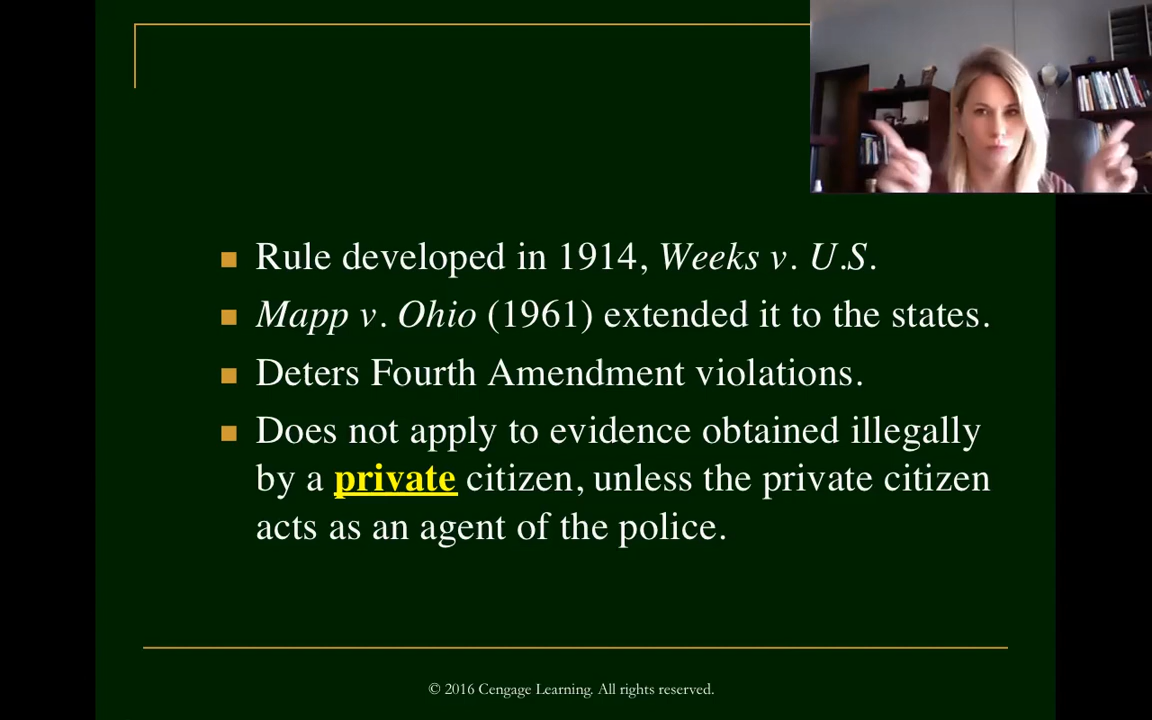 ■ Rule developed in 1914, Weeks v. U.S.
■ Mapp v. Ohio (1961) extended it to the states.
■ Deters Fourth Amendment violations.
■ Does not apply to evidence obtained illegally
by a private citizen, unless the private citizen
acts as an agent of the police.
© 2016 Cengage Learning. All rights reserved.